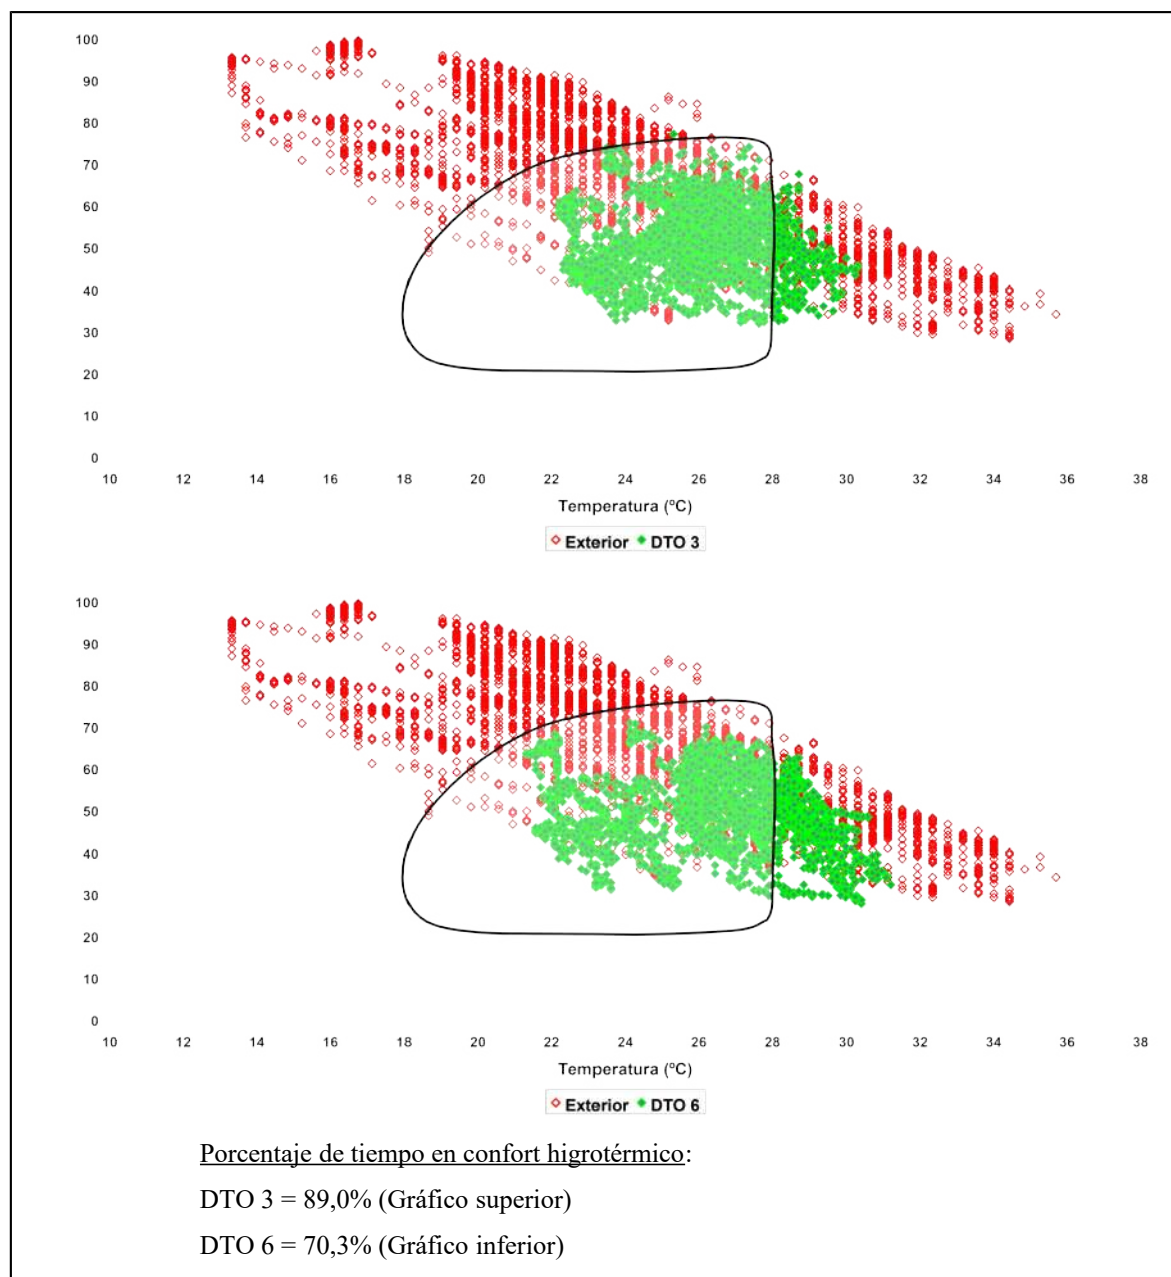 100
90
80
70
60
50
40
30
20
10
0
10 12 14 16 18 20 22 24 26 28 30 32 34 36 38
Temperatura (ºC)
Exterior DTO 3
100
90
80
70
60
50
40
30
20
10
0
10 12 14 16 18 20 22 24 26 28 30 32 34 36 38
Temperatura (ºC)
Exterior DTO 6
Porcentaje de tiempo en confort higrotérmico:
DTO 3 = 89,0% (Gráfico superior)
DTO 6 = 70,3% (Gráfico inferior)